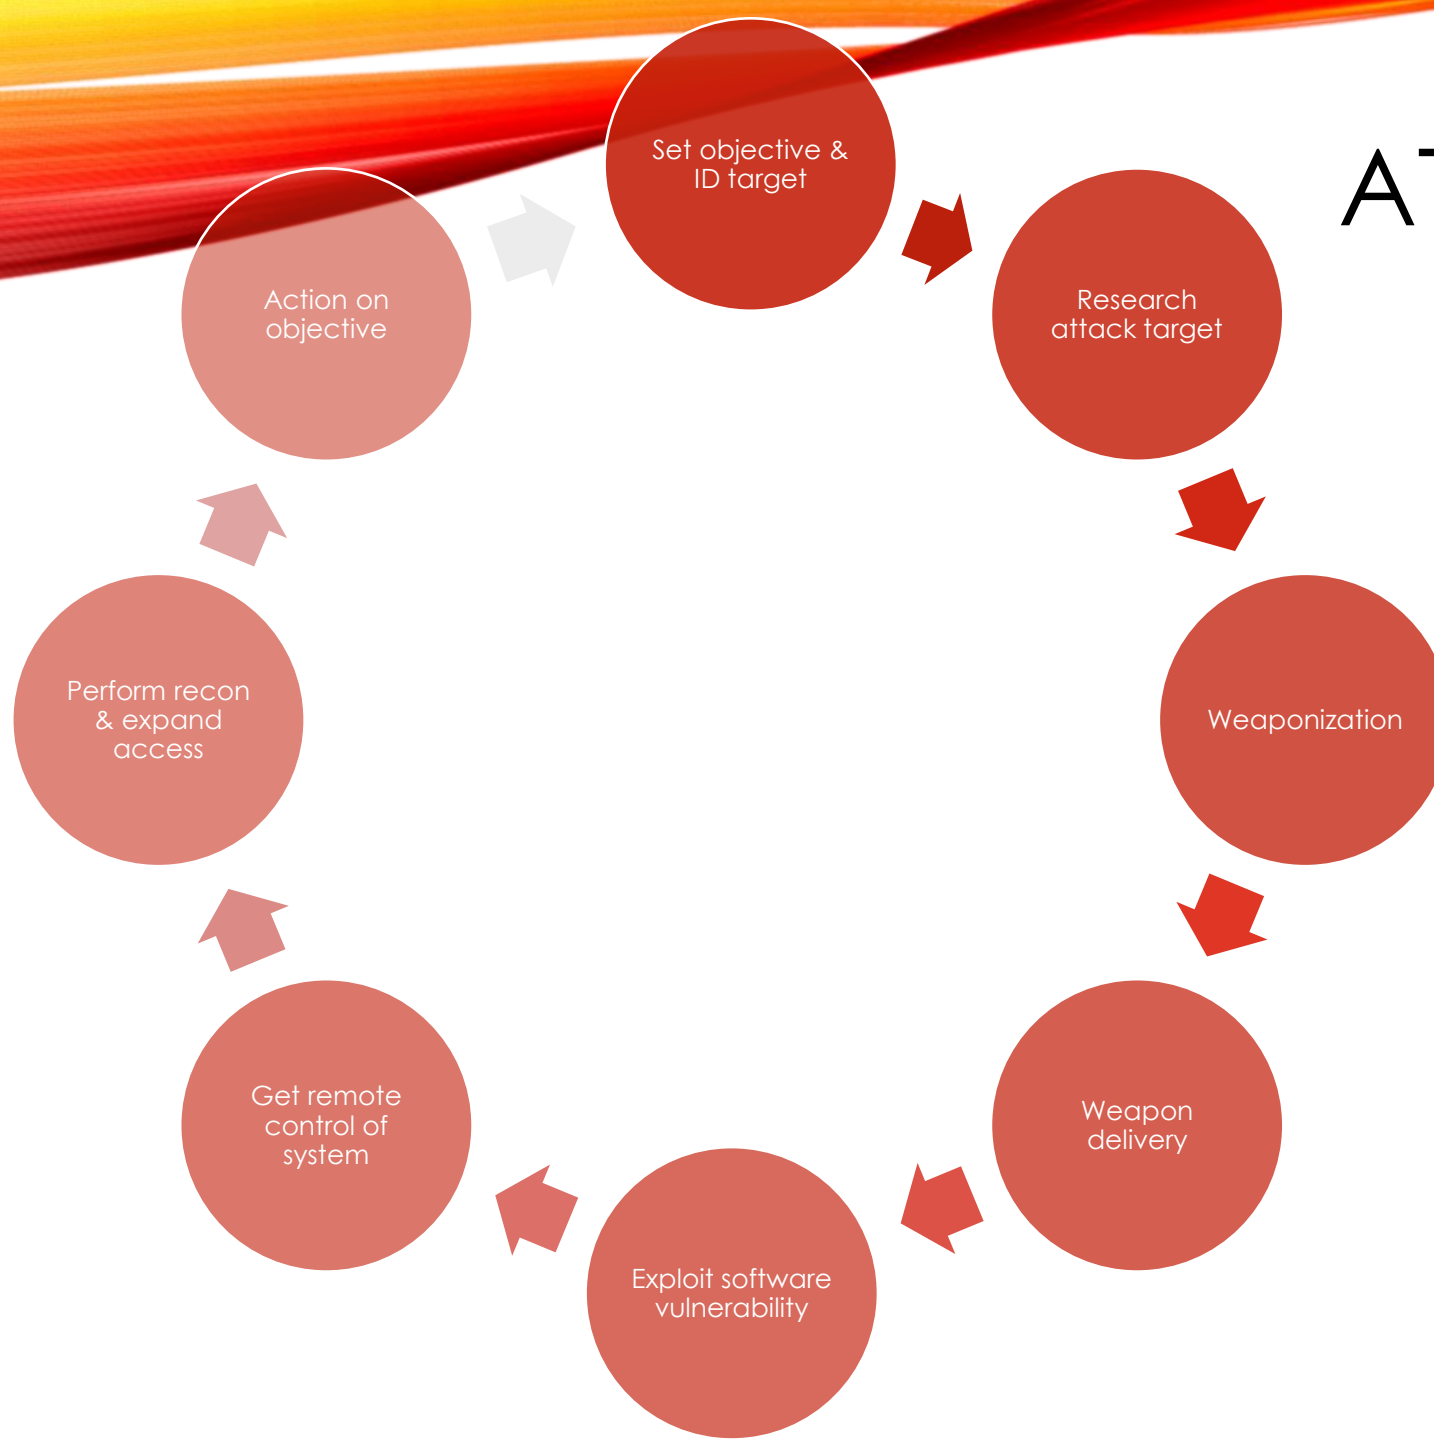 Set objective &
ID target
Research
attack target
Weaponization
Weapon
delivery
Exploit software
vulnerability
Get remote
control of
system
Perform recon
& expand
access
Action on
objective